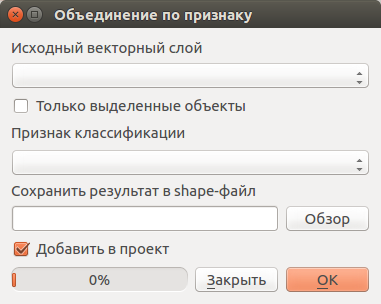 Объединение по признаку
Исходный векторный слой
Только выделенные объекты
Признак классификации
Сохранить результат в shape-файл
Обзор
Добавить в проект
0% Закрыть OK